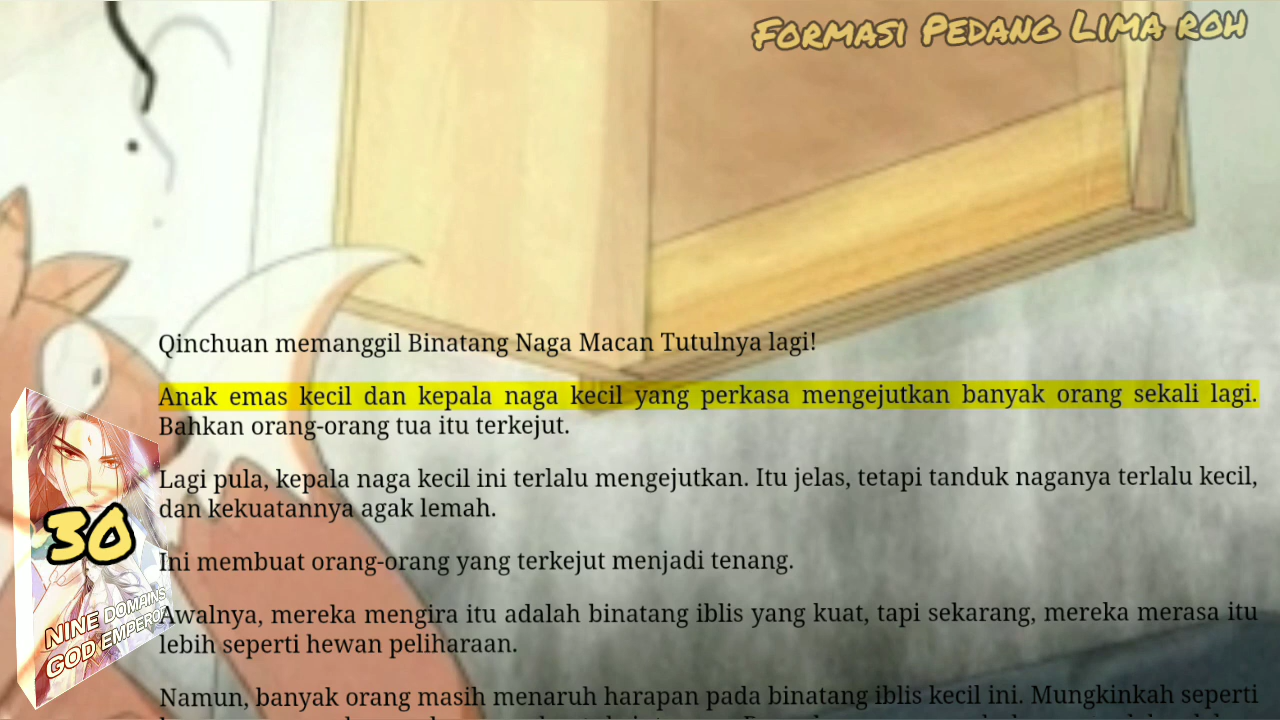 Formasi Pedang Lima roh
Qinchuan memanggil Binatang Naga Macan Tutulnya lagi!
Anak emas kecil dan kepala naga kecil yang perkasa mengejutkan banyak orang sekali lagi.
Bahkan orang-orang tua itu terkejut.
Lagi pula, kepala naga kecil ini terlalu mengejutkan. Itu jelas, tetapi tanduk naganya terlalu kecil,
dan kekuatannya agak lemah.
Ini membuat orang-orang yang terkejut menjadi tenang.
Awalnya, mereka mengira itu adalah binatang iblis yang kuat, tapi sekarang, mereka merasa itu
lebih seperti hewan peliharaan.
Namun, banyak orang masih menaruh harapan pada binatang iblis kecil ini. Mungkinkah seperti
30
NINE DOMAINS
GOD EMPEROR